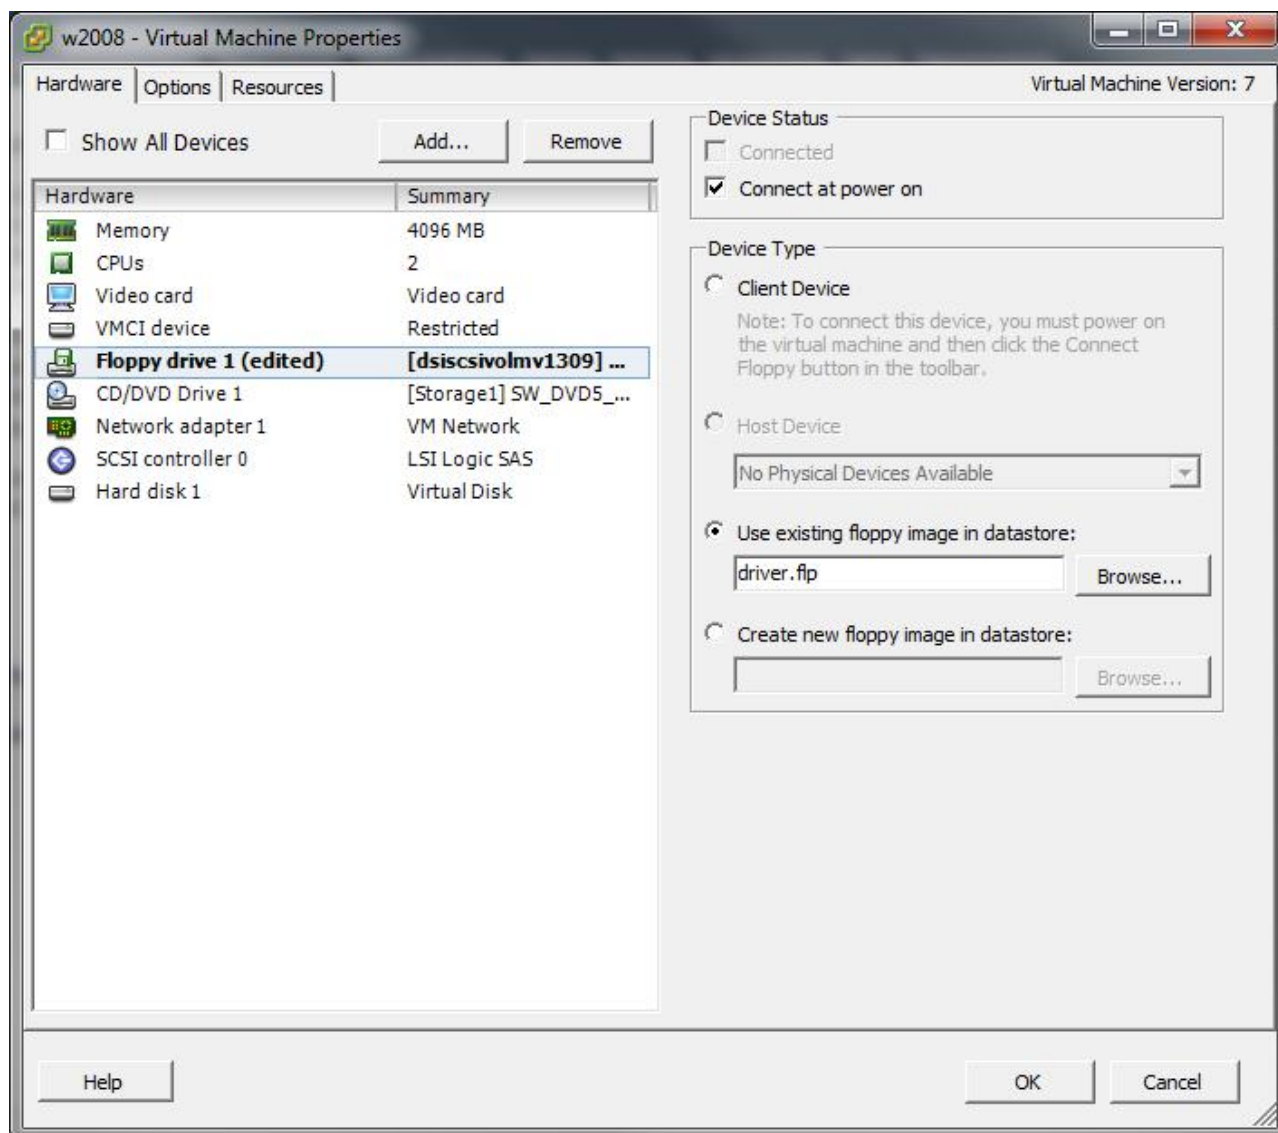 w2008 - Virtual Machine Properties
Hardware Options Resources Virtual Machine Version: 7
Show All Devices Add... Remove
Hardware Summary
Memory 4096 MB
CPUs 2
Video card Video card
VMCI device Restricted
Floppy drive 1 (edited) [dsiscsivolmv1309] ...
CD/DVD Drive 1 [Storage1] SW_DVD5_...
Network adapter 1 VM Network
SCSI controller 0 LSI Logic SAS
Hard disk 1 Virtual Disk
Device Status
Connected
Connect at power on
Device Type
Client Device
Note: To connect this device, you must power on
the virtual machine and then click the Connect
Floppy button in the toolbar.
Host Device
No Physical Devices Available
Use existing floppy image in datastore:
driver.flp Browse...
Create new floppy image in datastore:
Browse...
Help OK Cancel